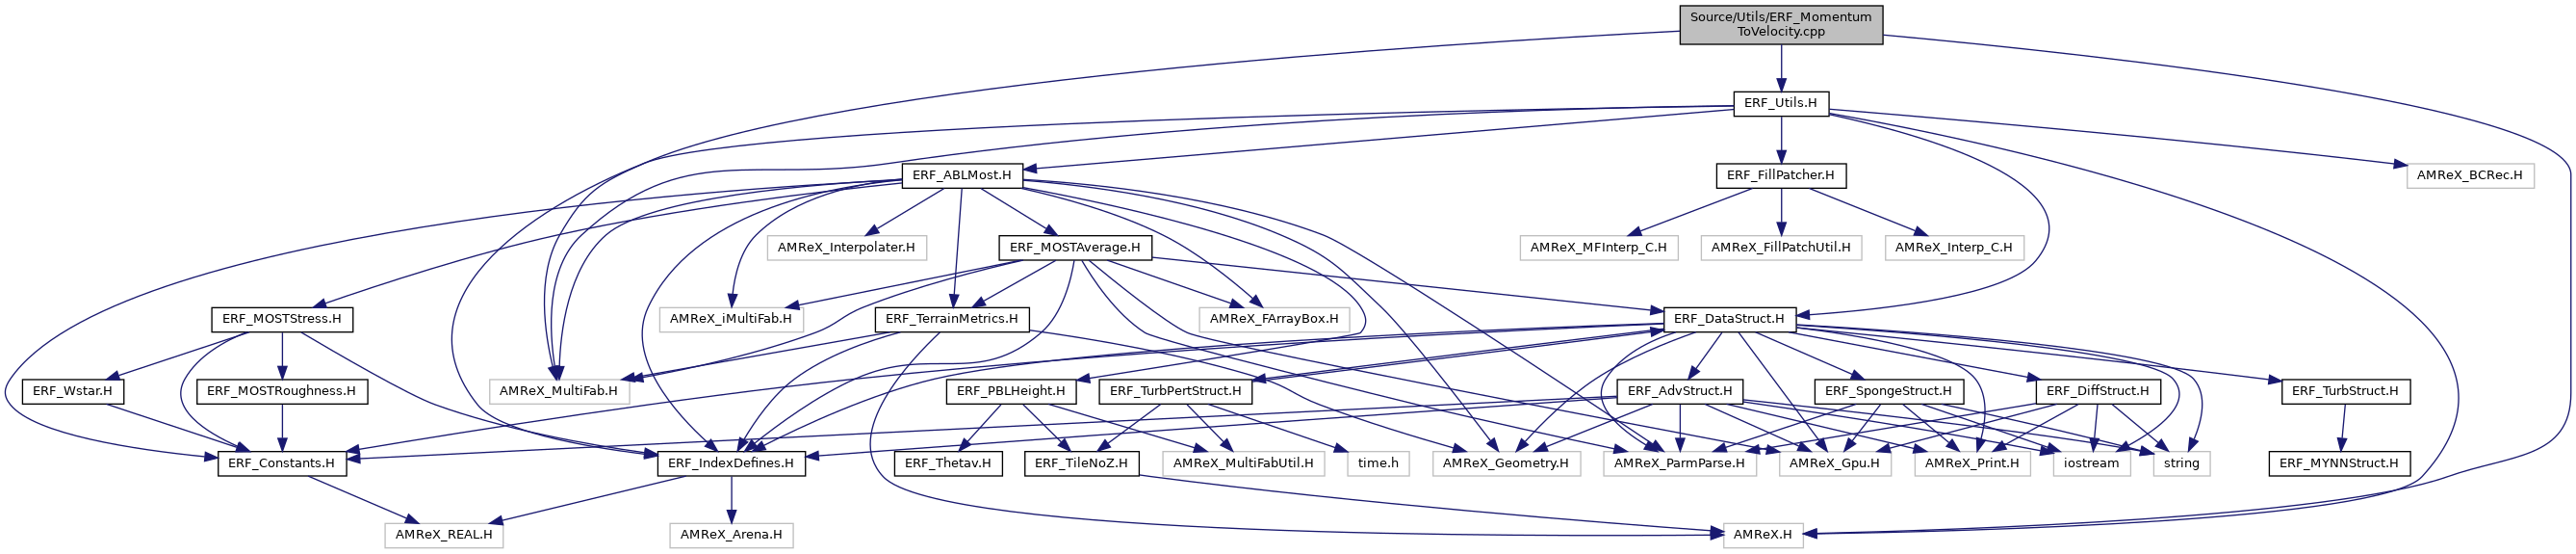 Source/Utils/ERF_Momentum
ToVelocity.cpp
ERF_Utils.H
ERF_ABLMost.H
ERF_FillPatcher.H
AMReX_BCRec.H
AMReX_Interpolater.H
ERF_MOSTAverage.H
AMReX_MFInterp_C.H
AMReX_FillPatchUtil.H
AMReX_Interp_C.H
ERF_MOSTStress.H
AMReX_iMultiFab.H
ERF_TerrainMetrics.H
AMReX_FArrayBox.H
ERF_DataStruct.H
ERF_Wstar.H
ERF_MOSTRoughness.H
AMReX_MultiFab.H
ERF_PBLHeight.H
ERF_TurbPertStruct.H
ERF_AdvStruct.H
ERF_SpongeStruct.H
ERF_DiffStruct.H
ERF_TurbStruct.H
ERF_Constants.H
ERF_IndexDefines.H
ERF_Thetav.H
ERF_TileNoZ.H
AMReX_MultiFabUtil.H
time.h
AMReX_Geometry.H
AMReX_ParmParse.H
AMReX_Gpu.H
AMReX_Print.H
iostream
string
ERF_MYNNStruct.H
AMReX_REAL.H
AMReX_Arena.H
AMReX.H